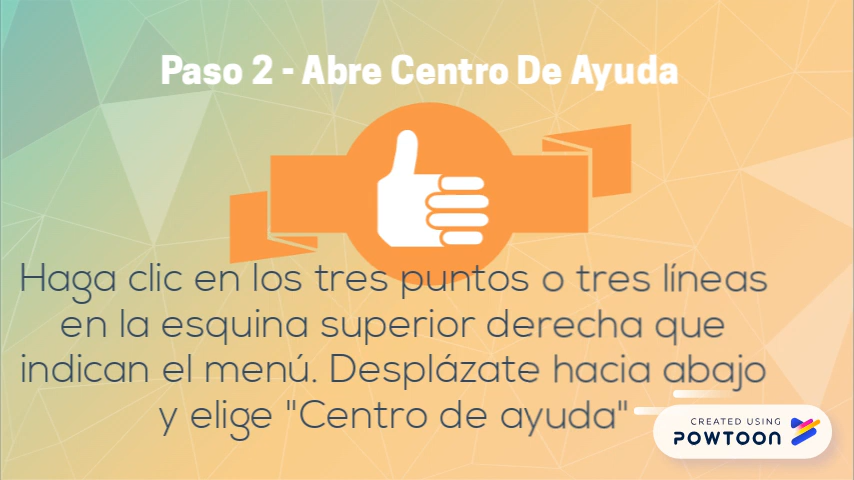 Paso 2 - Abre Centro De Ayuda
Haga clic en los tres puntos o tres líneas
en la esquina superior derecha que
indican el menú. Desplázate hacia abajo
y elige "Centro de ayuda"
CREATED USING
POWTOON